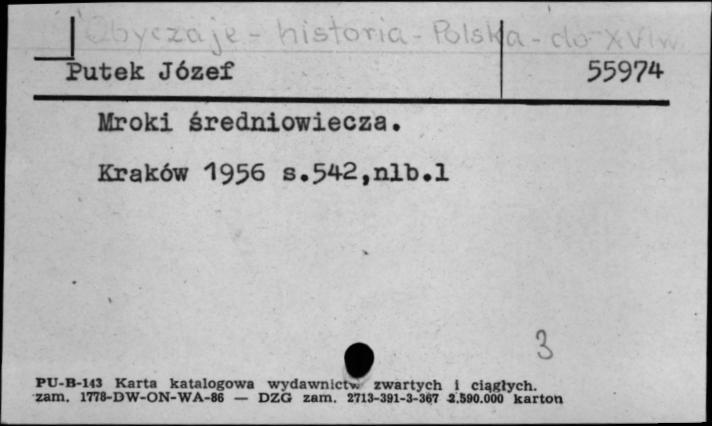 Obyczaje - historia - Polska - do XVI w.
Putek Józef 55974
Mroki średniowiecza.
Kraków 1956 s.542,nlb.1
3
PU-B-143 Karta katalogowa wydawnictw zwartych i ciągłych.
zam. 1778-DW-ON-WA-86 — DZG zam. 2713-391-3-367 2.590.000 karton